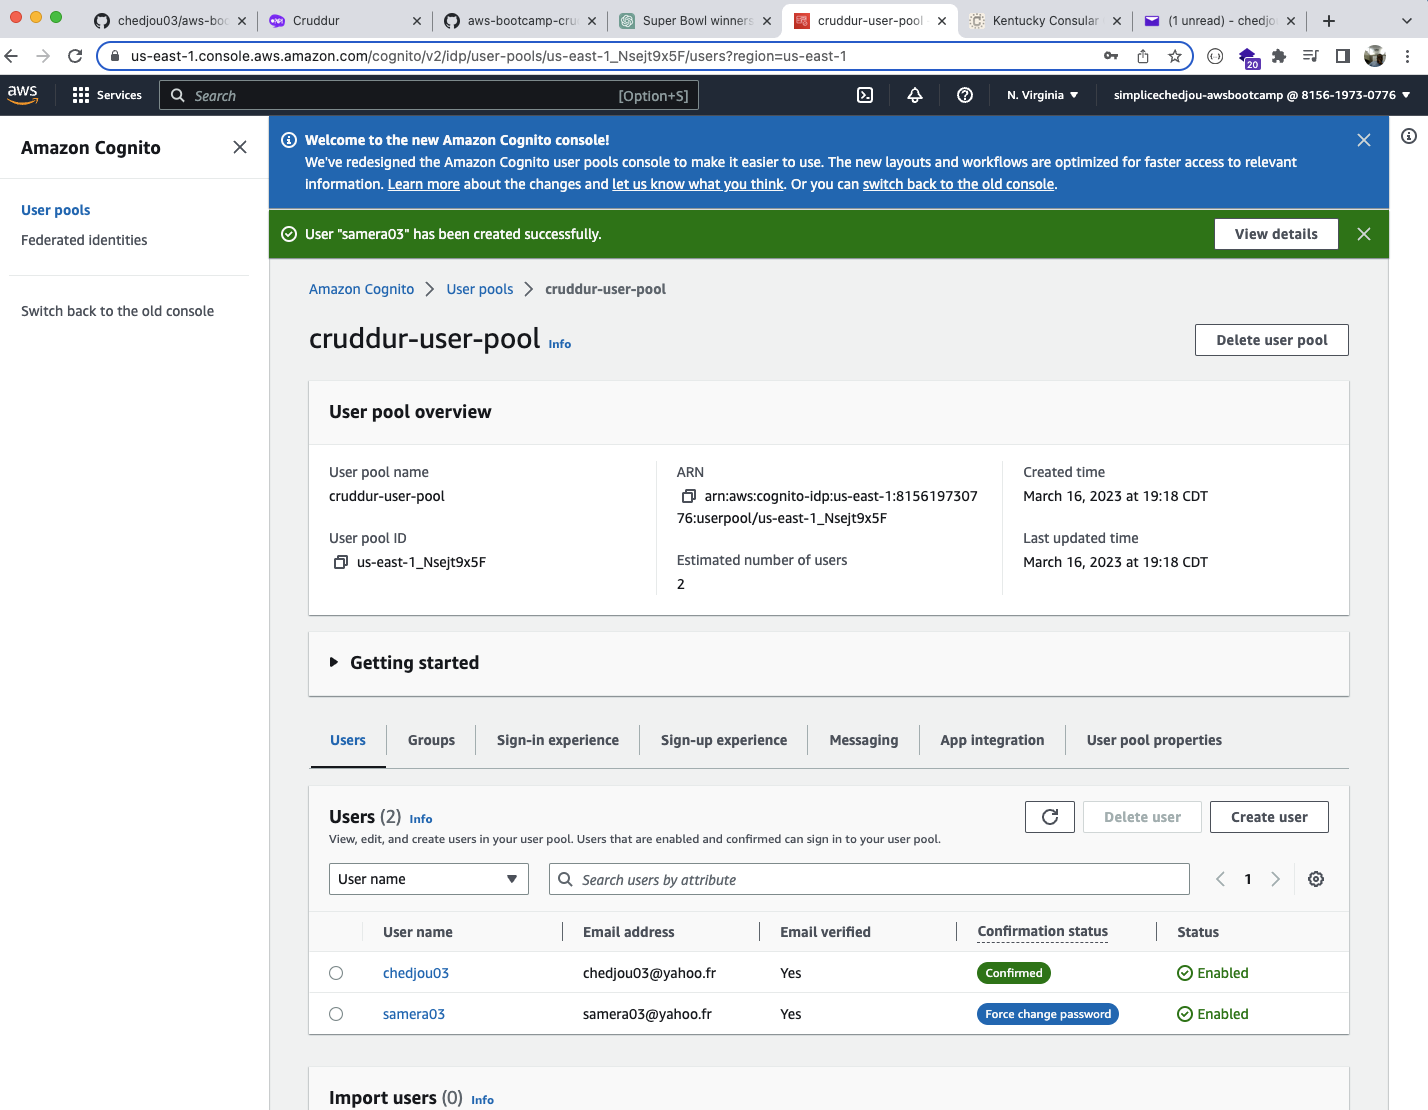 chedjou03/aws-boo
Cruddur
aws-bootcamp-cru
Super Bowl winners
cruddur-user-pool
Kentucky Consular
(1 unread) - chedjou
us-east-1.console.aws.amazon.com/cognito/v2/idp/user-pools/us-east-1_Nsejt9x5F/users?region=us-east-1
20
aws
Services
Search
[Option+S]
N. Virginia
simplicechedjou-awsbootcamp @ 8156-1973-0776
Amazon Cognito
User pools
Federated identities
Switch back to the old console
Welcome to the new Amazon Cognito console!
We've redesigned the Amazon Cognito user pools console to make it easier to use. The new layouts and workflows are optimized for faster access to relevant
information. Learn more about the changes and let us know what you think. Or you can switch back to the old console.
User "samera03" has been created successfully.
View details
Amazon Cognito
User pools
cruddur-user-pool
cruddur-user-pool Info
Delete user pool
User pool overview
User pool name
cruddur-user-pool
User pool ID
us-east-1_Nsejt9x5F
ARN
arn:aws:cognito-idp:us-east-1:8156197307
76:userpool/us-east-1_Nsejt9x5F
Estimated number of users
2
Created time
March 16, 2023 at 19:18 CDT
Last updated time
March 16, 2023 at 19:18 CDT
Getting started
Users
Groups
Sign-in experience
Sign-up experience
Messaging
App integration
User pool properties
Users (2) Info
View, edit, and create users in your user pool. Users that are enabled and confirmed can sign in to your user pool.
Delete user
Create user
User name
Search users by attribute
1
User name Email address Email verified Confirmation status Status
chedjou03 chedjou03@yahoo.fr Yes Confirmed Enabled
samera03 samera03@yahoo.fr Yes Force change password Enabled
Import users (0) Info